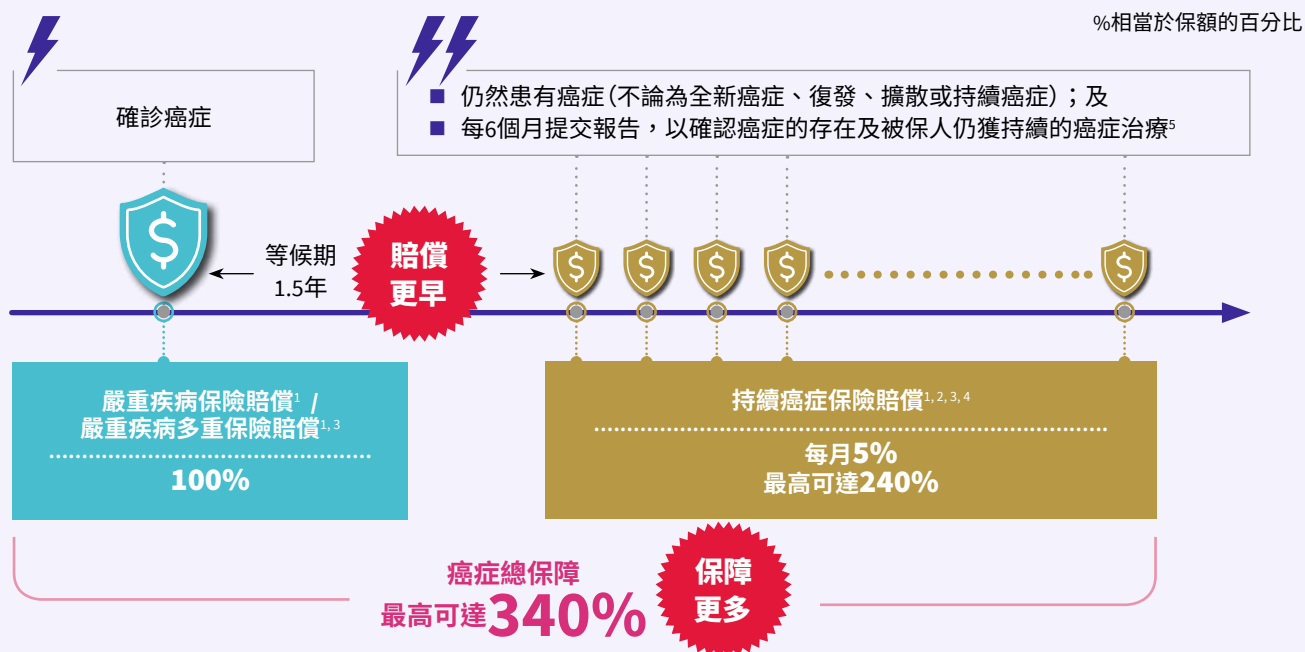 %相當於保額的百分比
確診癌症
■ 仍然患有癌症(不論為全新癌症、復發、擴散或持續癌症);及
■ 每6個月提交報告,以確認癌症的存在及被保人仍獲持續的癌症治療5
等候期
1.5年
賠償
更早
嚴重疾病保險賠償1 /
嚴重疾病多重保險賠償1, 3
100%
持續癌症保險賠償1, 2, 3, 4
每月5%
最高可達240%
癌症總保障
最高可達340%
保障
更多